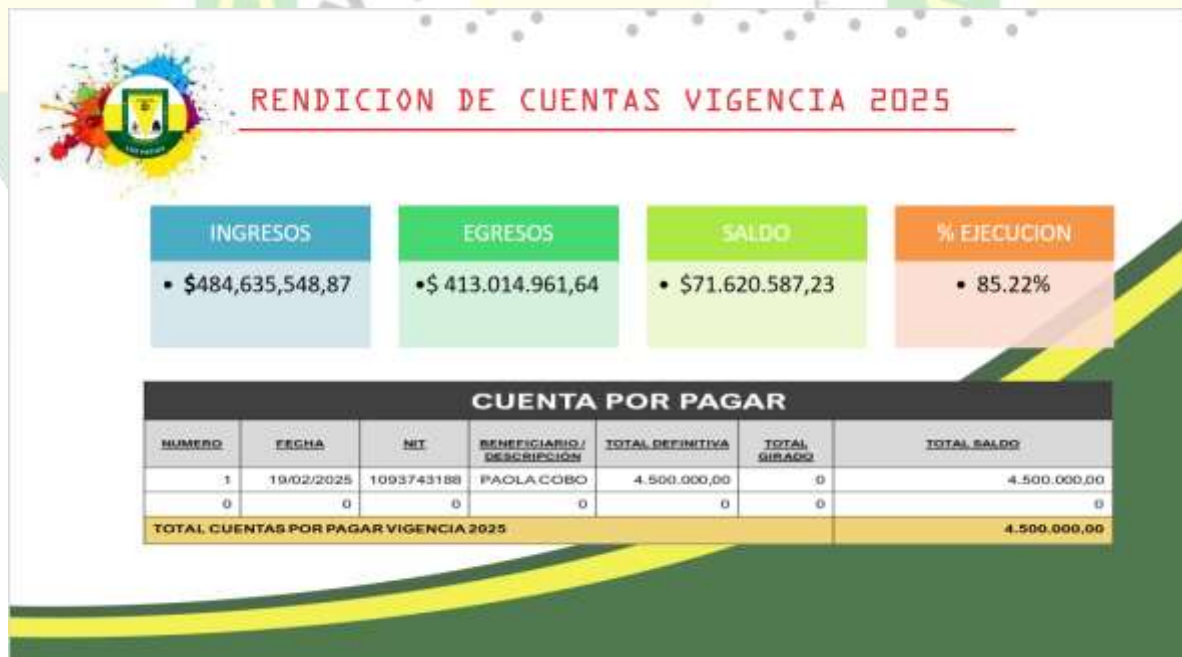 RENDICION DE CUENTAS VIGENCIA 2025
INGRESOS
• $484,635,548,87
EGRESOS
•$ 413.014.961,64
SALDO
• $71.620.587,23
% EJECUCION
• 85.22%
CUENTA POR PAGAR
NUMERO FECHA NIT BENEFICIARIO / DESCRIPCIÓN TOTAL DEFINITIVA TOTAL GIRADO TOTAL SALDO
1 19/02/2025 1093743188 PAOLA COBO 4.500.000,00 0 4.500.000,00
0 0 0 0 0 0 0
TOTAL CUENTAS POR PAGAR VIGENCIA 2025 4.500.000,00
LOS PATIOS